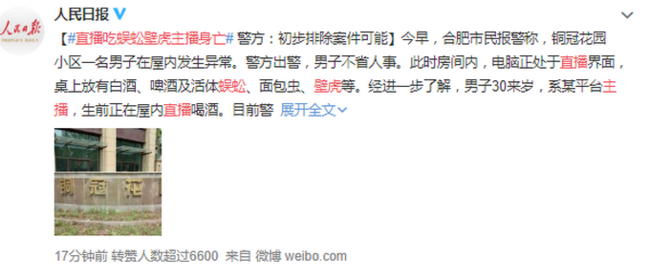 人民日报
人民日报
PEOPLE'S DAILY
【#直播吃蜈蚣壁虎主播身亡# 警方：初步排除案件可能】今早，合肥市民报警称，铜冠花园
小区一名男子在屋内发生异常。警方出警，男子不省人事。此时房间内，电脑正处于直播界面，
桌上放有白酒、啤酒及活体蜈蚣、面包虫、壁虎等。经进一步了解，男子30来岁，系某平台主
播，生前正在屋内直播喝酒。目前警 展开全文
铜冠花
17分钟前 转赞人数超过6600 来自 微博 weibo.com